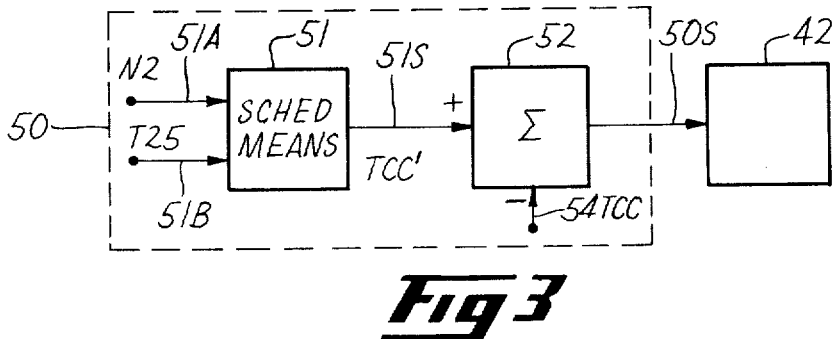 51A
51
51S
52
50S
42
N2
SCHED
MEANS
+
Σ
50
T25
TCC'
51B
-
54TCC
Fig 3